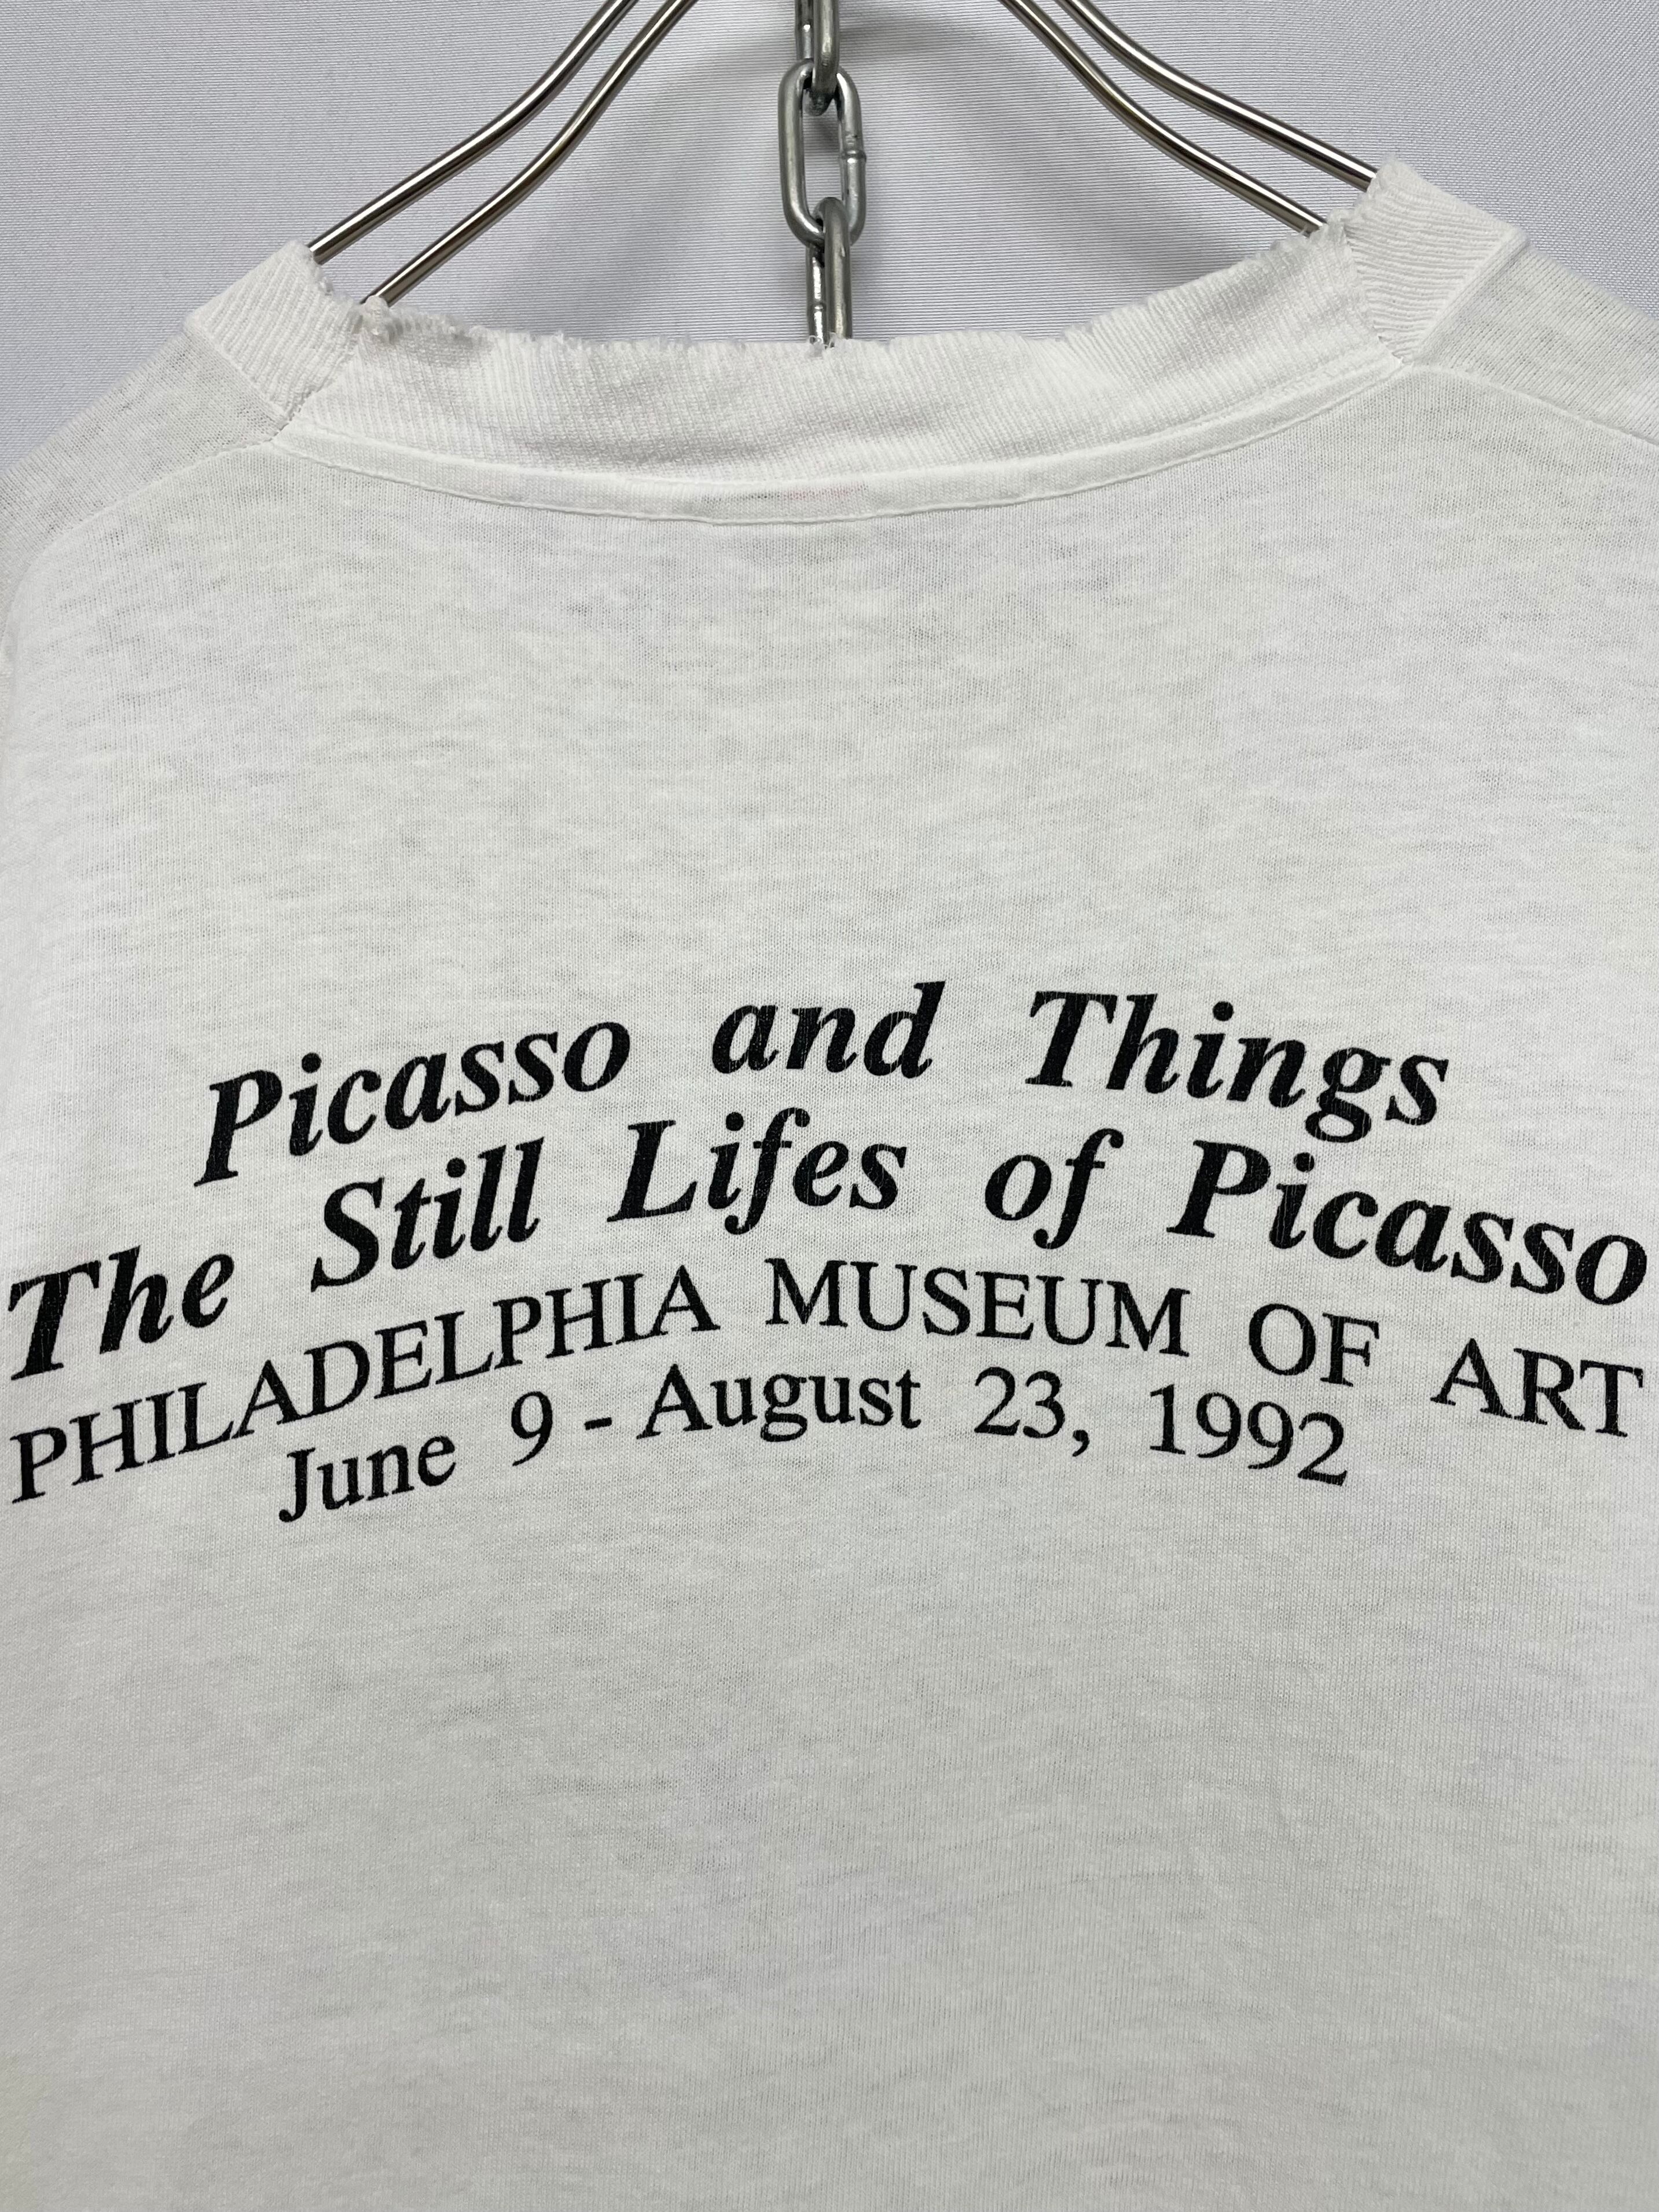 Picasso and Things
The Still Lifes of Picasso
PHILADELPHIA MUSEUM OF ART
June 9 - August 23, 1992